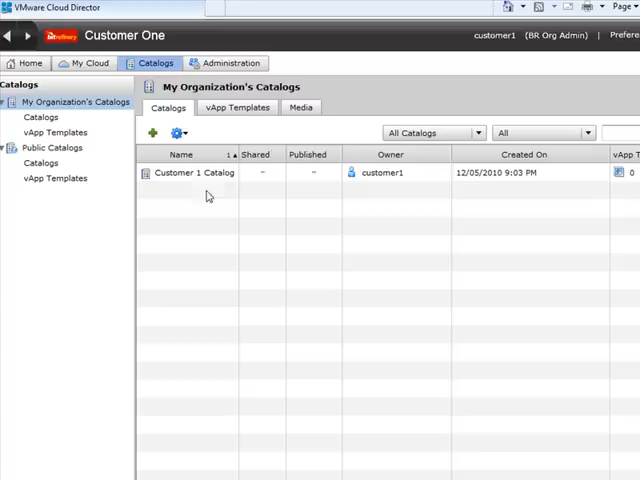 VMware Cloud Director
Page
bitrefinery Customer One
customer1 (BR Org Admin)
Home My Cloud Catalogs Administration
Catalogs
My Organization's Catalogs
Catalogs
vApp Templates
Public Catalogs
Catalogs
vApp Templates
My Organization's Catalogs
Catalogs vApp Templates Media
All Catalogs All
Name 1 Shared Published Owner Created On
Customer 1 Catalog – – customer1 12/05/2010 9:03 PM 0